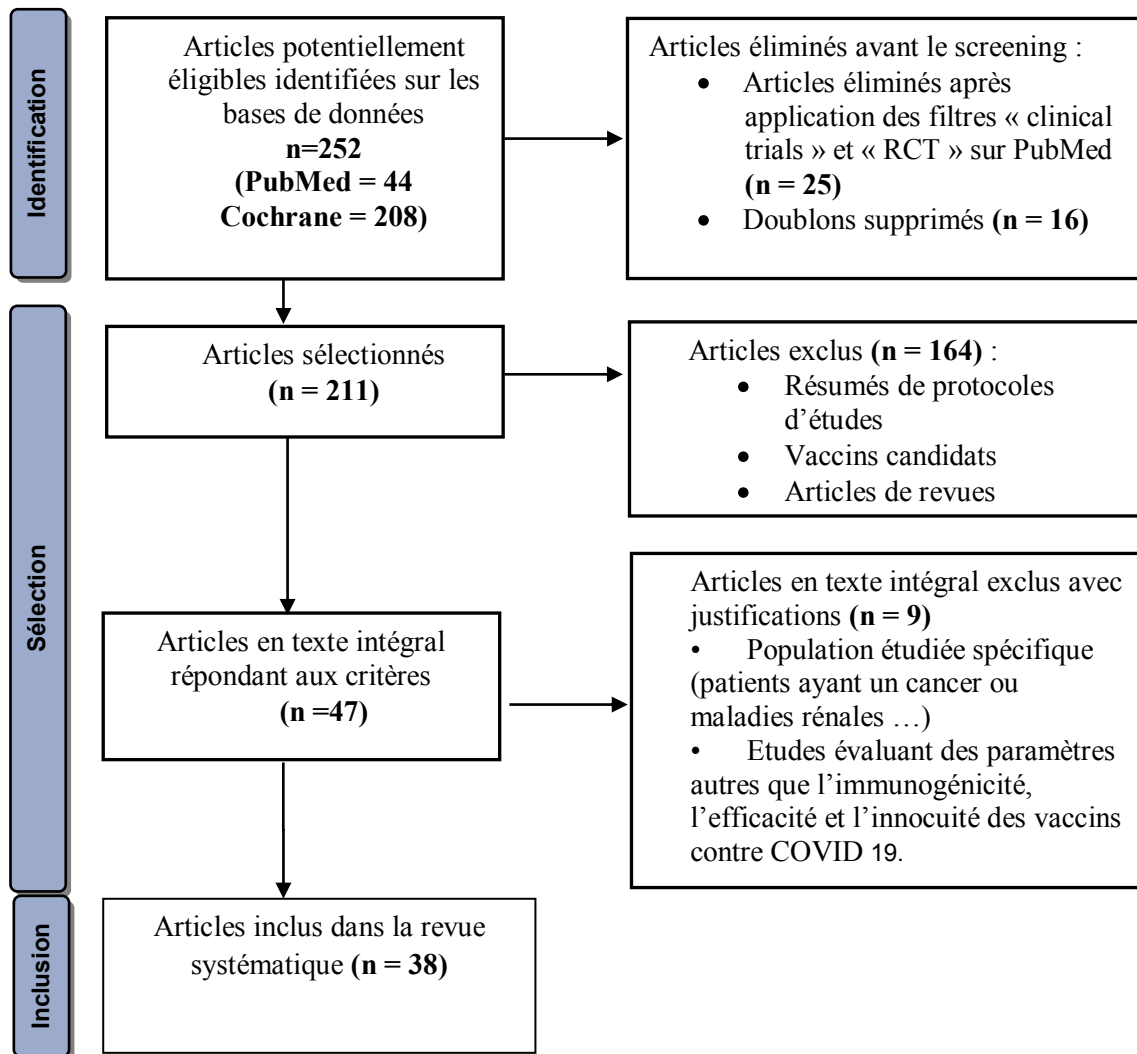 Identification
Articles potentiellement
éligibles identifiées sur les
bases de données
n=252
(PubMed = 44
Cochrane = 208)
Articles éliminés avant le screening :
• Articles éliminés après
application des filtres « clinical
trials » et « RCT » sur PubMed
(n = 25)
• Doublons supprimés (n = 16)
Sélection
Articles sélectionnés
(n = 211)
Articles exclus (n = 164) :
• Résumés de protocoles
d’études
• Vaccins candidats
• Articles de revues
Articles en texte intégral
répondant aux critères
(n =47)
Articles en texte intégral exclus avec
justifications (n = 9)
• Population étudiée spécifique
(patients ayant un cancer ou
maladies rénales …)
• Etudes évaluant des paramètres
autres que l’immunogénicité,
l’efficacité et l’innocuité des vaccins
contre COVID 19.
Inclusion
Articles inclus dans la revue
systématique (n = 38)